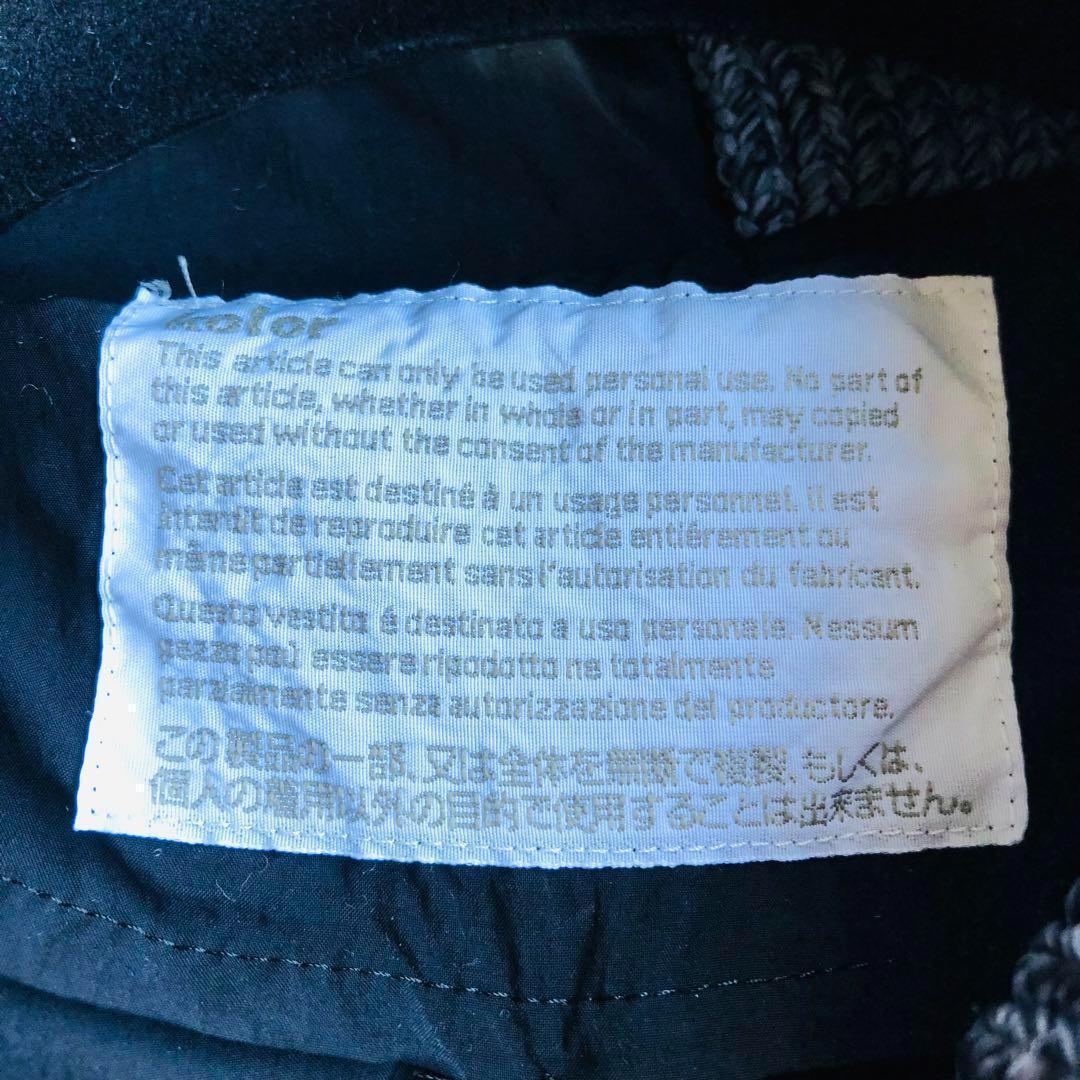 kolor
This article can only be used personal use. No part of
this article, whether in whole or in part, may copied
or used without the consent of the manufacturer.
Cet article est destiné à un usage personnel. Il est
interdit de reproduire cet article entiérement ou
même partiellement sans l'autorisation du fabricant.
Questo vestito é destinato a uso personale. Nessum
pezzo poú essere ripodotto ne totalmente
parzialmente senza autorizzazione del productore.
この製品の一部、又は全体を無断で複製、もしくは、
個人の着用以外の目的で使用することは出来ません。